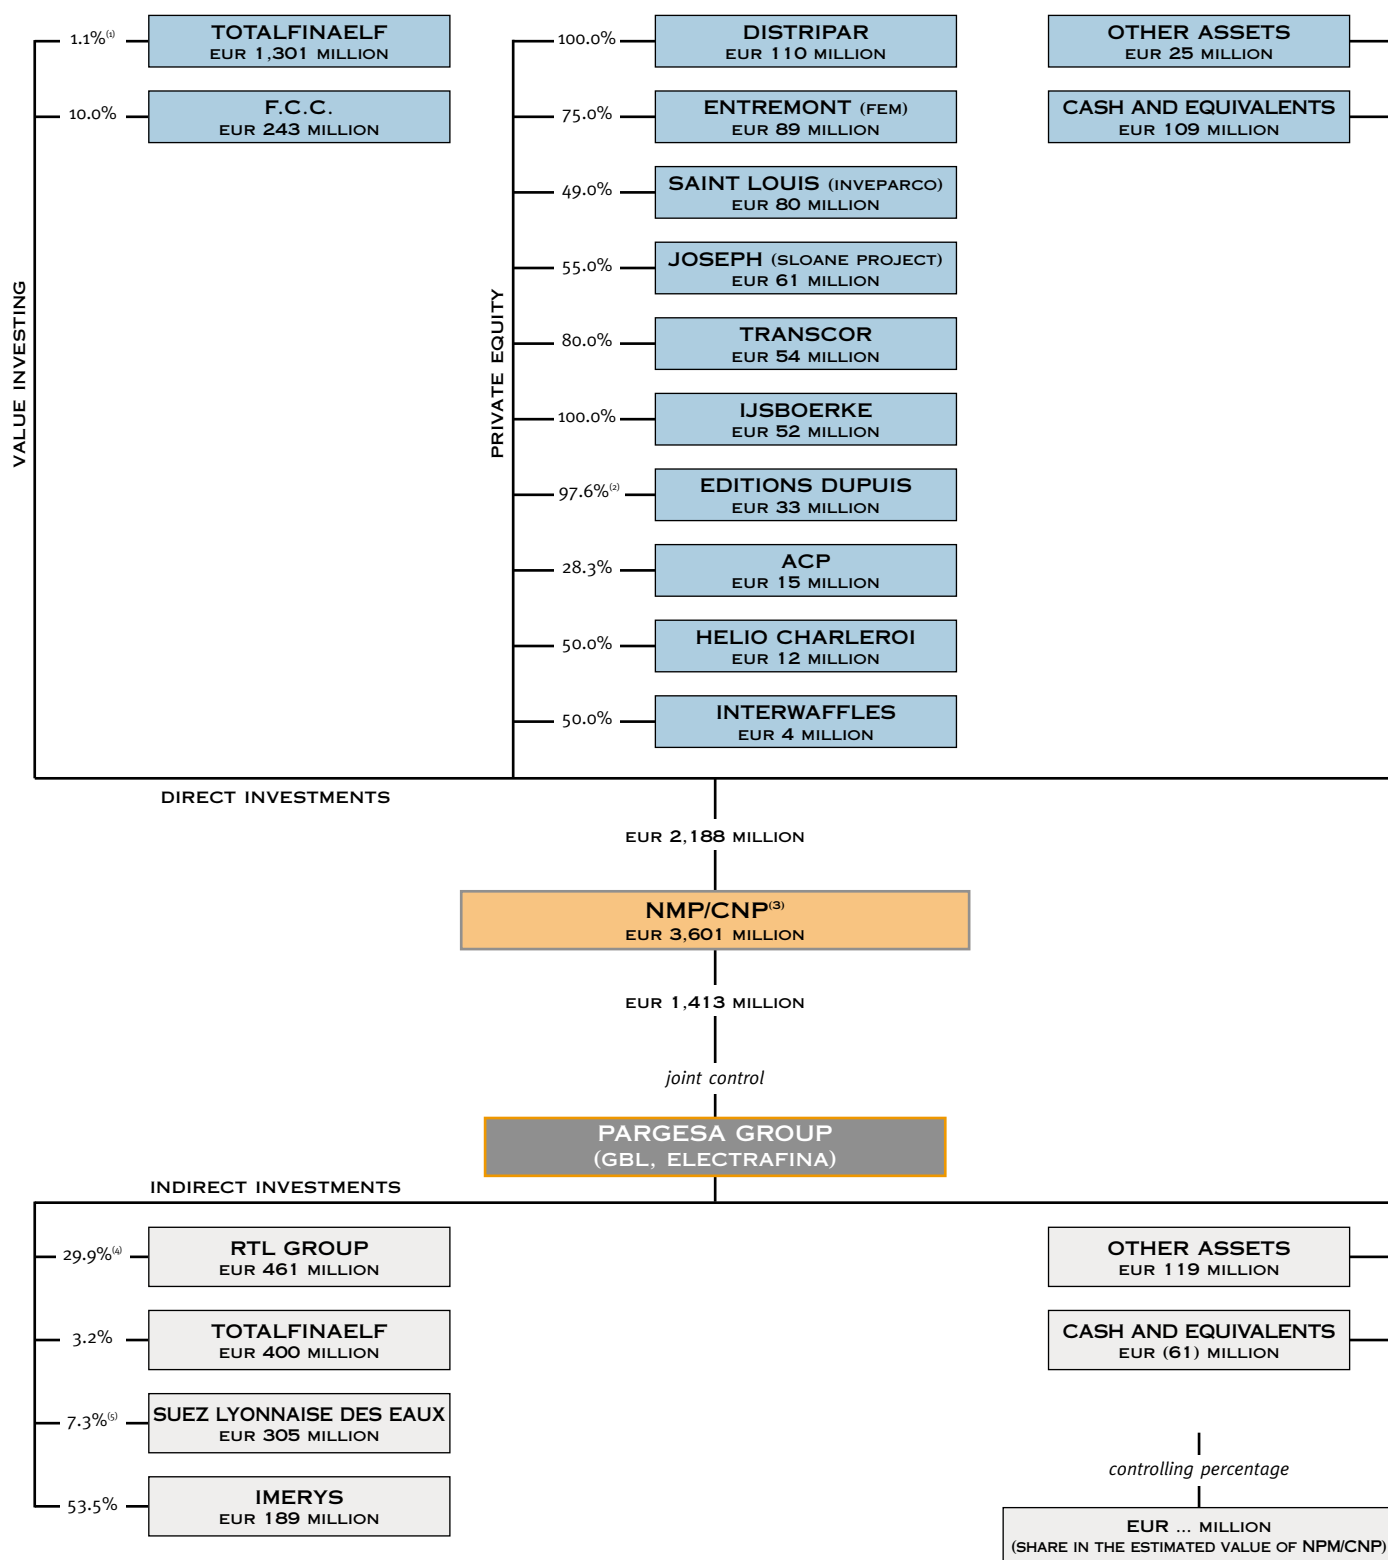 VALUE INVESTING
1.1%(1)
TOTALFINAELF
EUR 1,301 MILLION
10.0%
F.C.C.
EUR 243 MILLION
PRIVATE EQUITY
100.0%
DISTRIPAR
EUR 110 MILLION
75.0%
ENTREMONT (FEM)
EUR 89 MILLION
49.0%
SAINT LOUIS (INVEPARCO)
EUR 80 MILLION
55.0%
JOSEPH (SLOANE PROJECT)
EUR 61 MILLION
80.0%
TRANSCOR
EUR 54 MILLION
100.0%
IJSBOERKE
EUR 52 MILLION
97.6%(2)
EDITIONS DUPUIS
EUR 33 MILLION
28.3%
ACP
EUR 15 MILLION
50.0%
HELIO CHARLEROI
EUR 12 MILLION
50.0%
INTERWAFFLES
EUR 4 MILLION
OTHER ASSETS
EUR 25 MILLION
CASH AND EQUIVALENTS
EUR 109 MILLION
DIRECT INVESTMENTS
EUR 2,188 MILLION
NMP/CNP(3)
EUR 3,601 MILLION
EUR 1,413 MILLION
joint control
PARGESA GROUP
(GBL, ELECTRAFINA)
INDIRECT INVESTMENTS
29.9%(4)
RTL GROUP
EUR 461 MILLION
3.2%
TOTALFINAELF
EUR 400 MILLION
7.3%(5)
SUEZ LYONNAISE DES EAUX
EUR 305 MILLION
53.5%
IMERYS
EUR 189 MILLION
OTHER ASSETS
EUR 119 MILLION
CASH AND EQUIVALENTS
EUR (61) MILLION
controlling percentage
EUR ... MILLION
(SHARE IN THE ESTIMATED VALUE OF NPM/CNP)